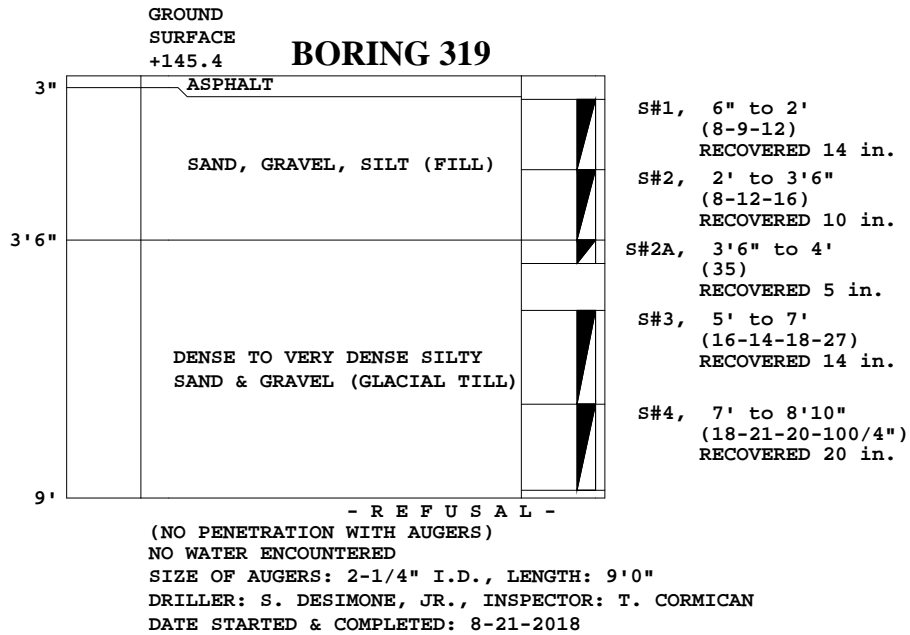 GROUND
SURFACE
+145.4
BORING 319
3"
ASPHALT
S#1, 6" to 2'
(8-9-12)
RECOVERED 14 in.
SAND, GRAVEL, SILT (FILL)
S#2, 2' to 3'6"
(8-12-16)
RECOVERED 10 in.
3'6"
S#2A, 3'6" to 4'
(35)
RECOVERED 5 in.
S#3, 5' to 7'
(16-14-18-27)
RECOVERED 14 in.
DENSE TO VERY DENSE SILTY
SAND & GRAVEL (GLACIAL TILL)
S#4, 7' to 8'10"
(18-21-20-100/4")
RECOVERED 20 in.
9'
- R E F U S A L -
(NO PENETRATION WITH AUGERS)
NO WATER ENCOUNTERED
SIZE OF AUGERS: 2-1/4" I.D., LENGTH: 9'0"
DRILLER: S. DESIMONE, JR., INSPECTOR: T. CORMICAN
DATE STARTED & COMPLETED: 8-21-2018